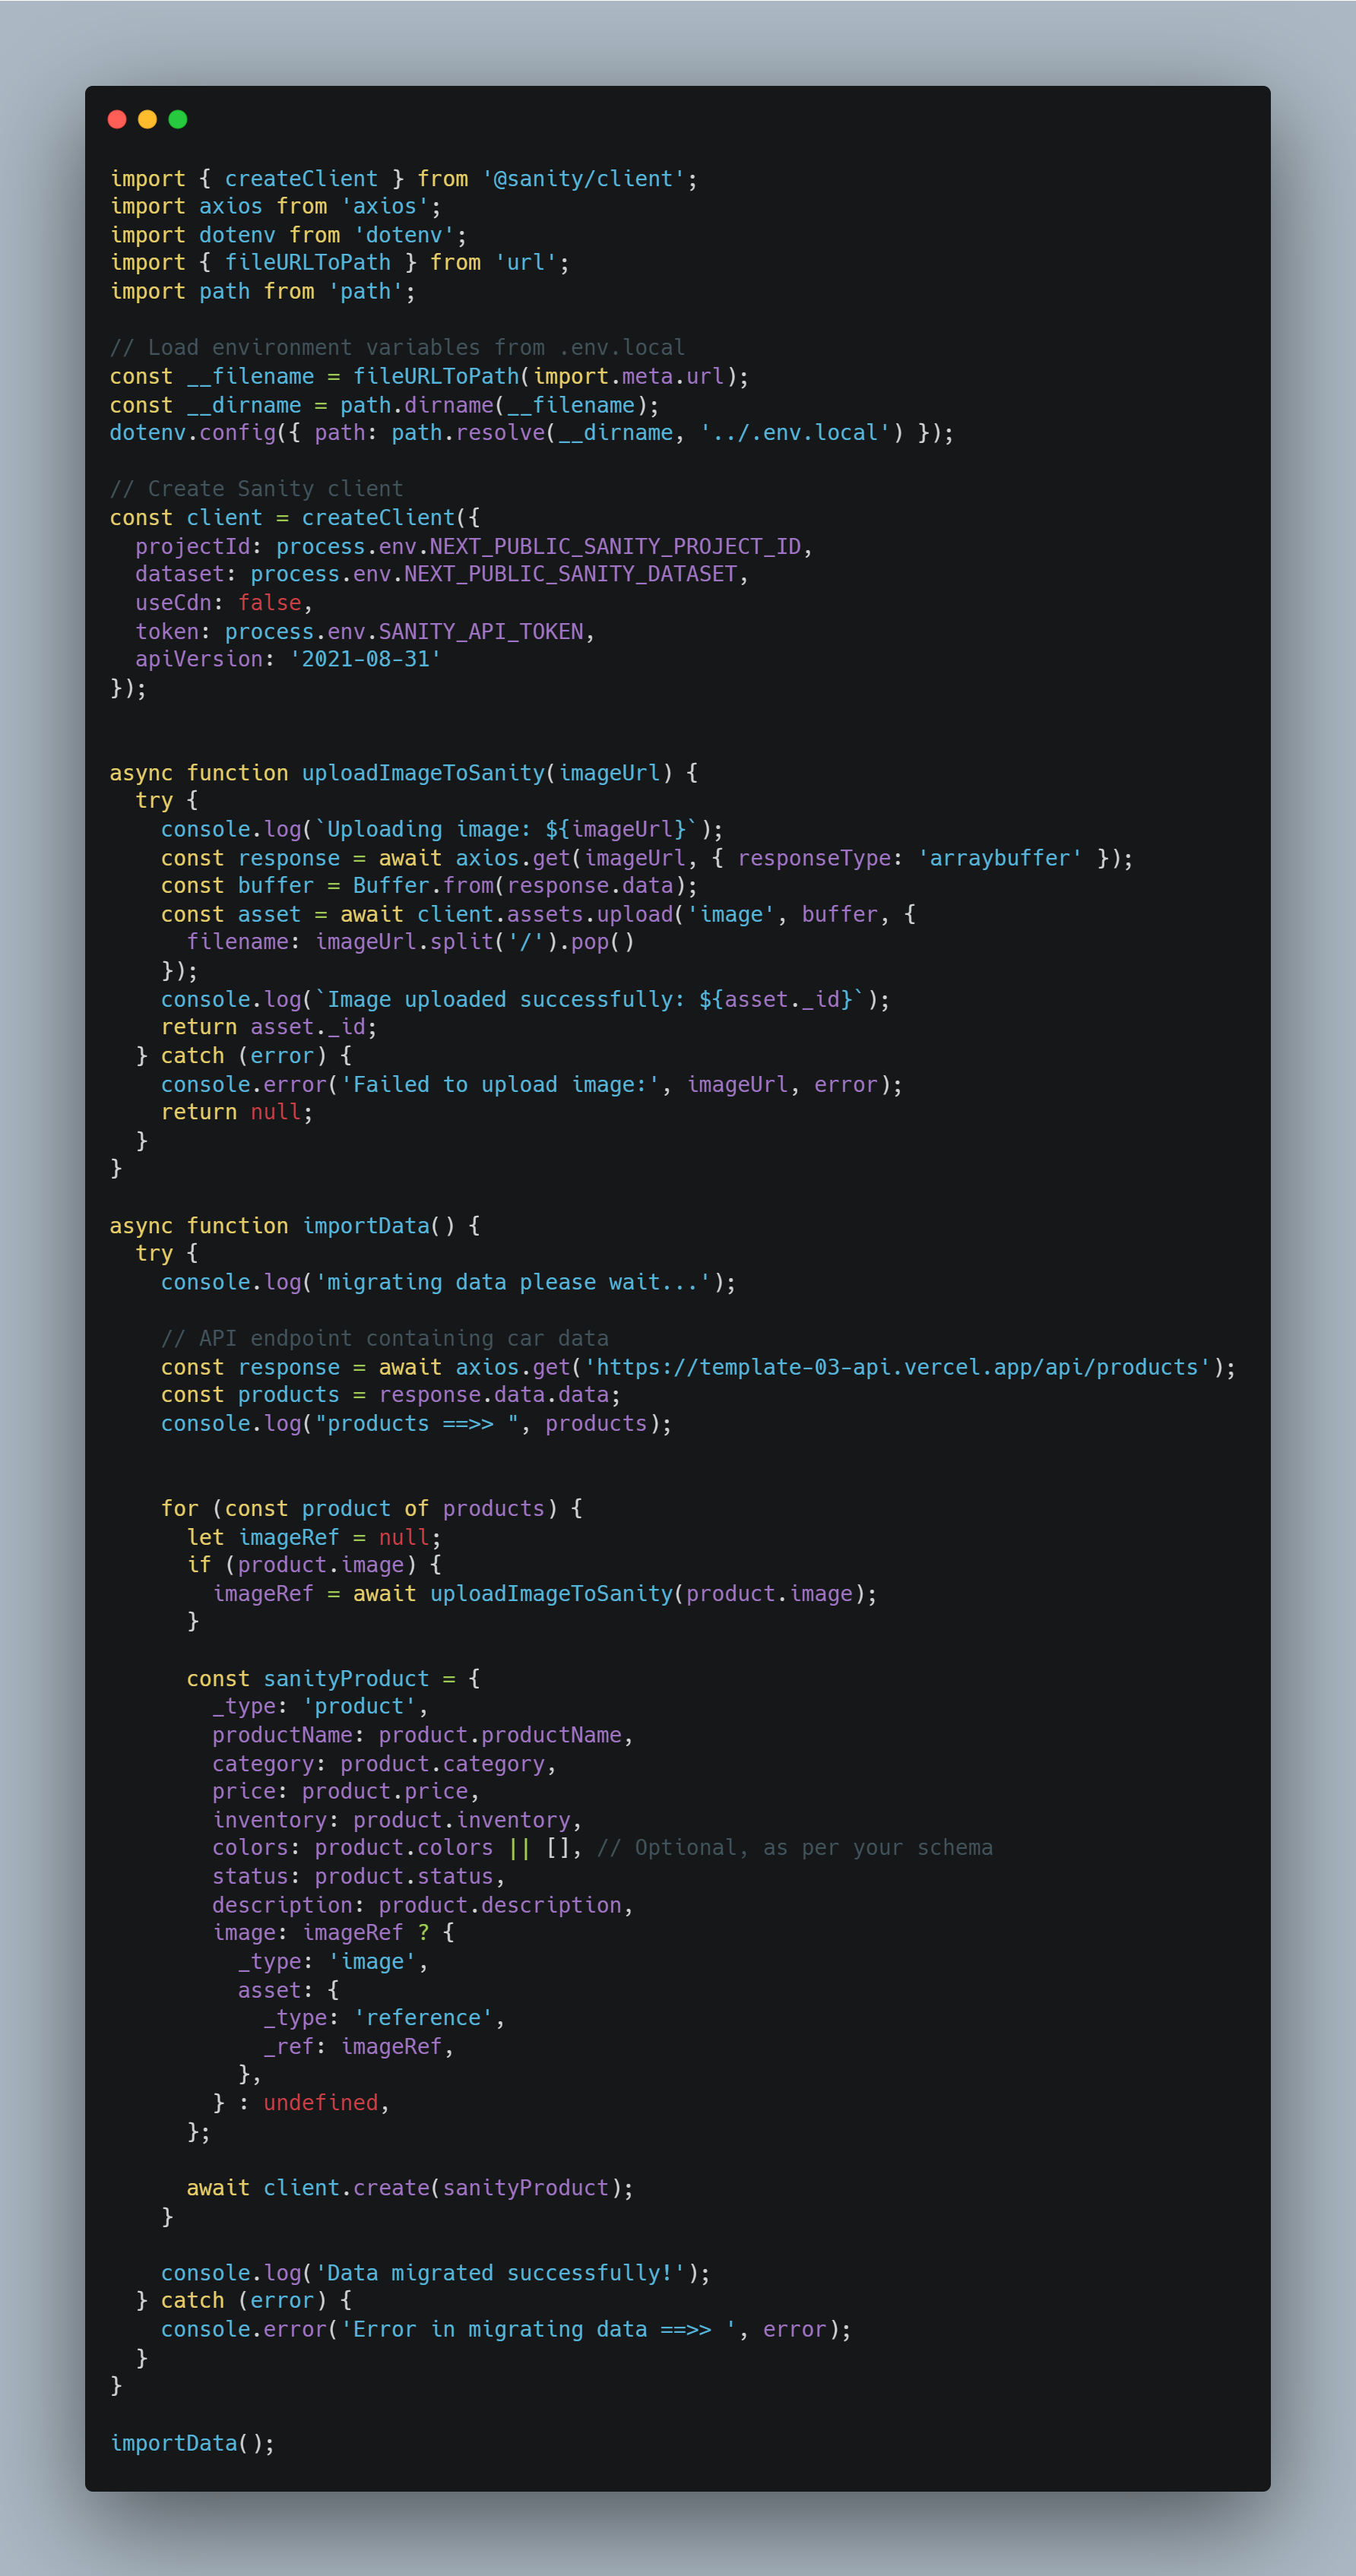 import { createClient } from '@sanity/client';
import axios from 'axios';
import dotenv from 'dotenv';
import { fileURLToPath } from 'url';
import path from 'path';

// Load environment variables from .env.local
const __filename = fileURLToPath(import.meta.url);
const __dirname = path.dirname(__filename);
dotenv.config({ path: path.resolve(__dirname, '../.env.local') });

// Create Sanity client
const client = createClient({
  projectId: process.env.NEXT_PUBLIC_SANITY_PROJECT_ID,
  dataset: process.env.NEXT_PUBLIC_SANITY_DATASET,
  useCdn: false,
  token: process.env.SANITY_API_TOKEN,
  apiVersion: '2021-08-31'
});


async function uploadImageToSanity(imageUrl) {
  try {
    console.log(`Uploading image: ${imageUrl}`);
    const response = await axios.get(imageUrl, { responseType: 'arraybuffer' });
    const buffer = Buffer.from(response.data);
    const asset = await client.assets.upload('image', buffer, {
      filename: imageUrl.split('/').pop()
    });
    console.log(`Image uploaded successfully: ${asset._id}`);
    return asset._id;
  } catch (error) {
    console.error('Failed to upload image:', imageUrl, error);
    return null;
  }
}

async function importData() {
  try {
    console.log('migrating data please wait...');

    // API endpoint containing car data
    const response = await axios.get('https://template-03-api.vercel.app/api/products');
    const products = response.data.data;
    console.log("products ==>> ", products);


    for (const product of products) {
      let imageRef = null;
      if (product.image) {
        imageRef = await uploadImageToSanity(product.image);
      }

      const sanityProduct = {
        _type: 'product',
        productName: product.productName,
        category: product.category,
        price: product.price,
        inventory: product.inventory,
        colors: product.colors || [], // Optional, as per your schema
        status: product.status,
        description: product.description,
        image: imageRef ? {
          _type: 'image',
          asset: {
            _type: 'reference',
            _ref: imageRef,
          },
        } : undefined,
      };

      await client.create(sanityProduct);
    }

    console.log('Data migrated successfully!');
  } catch (error) {
    console.error('Error in migrating data ==>> ', error);
  }
}

importData();